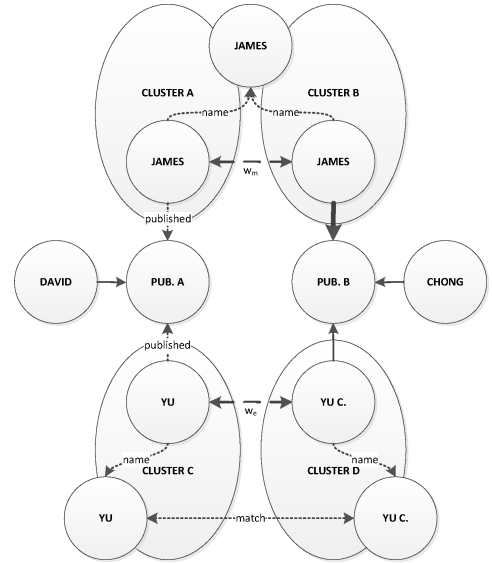 JAMES
CLUSTER A
CLUSTER B
name
name
JAMES
JAMES
wm
published
DAVID
PUB. A
PUB. B
CHONG
published
YU
YU C.
we
name
name
CLUSTER C
CLUSTER D
YU
match
YU C.